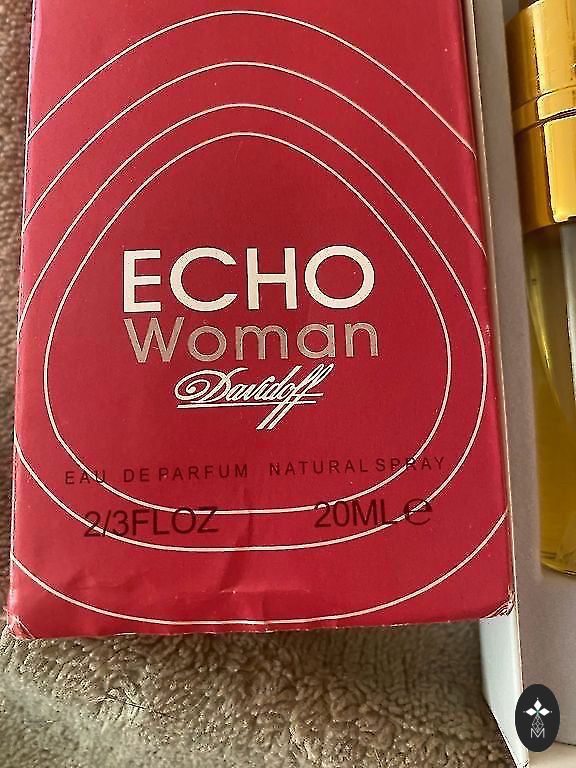 ECHO
Woman
Davidoff
EAU DE PARFUM NATURAL SPRAY
2/3FLOZ 20ML℮
M